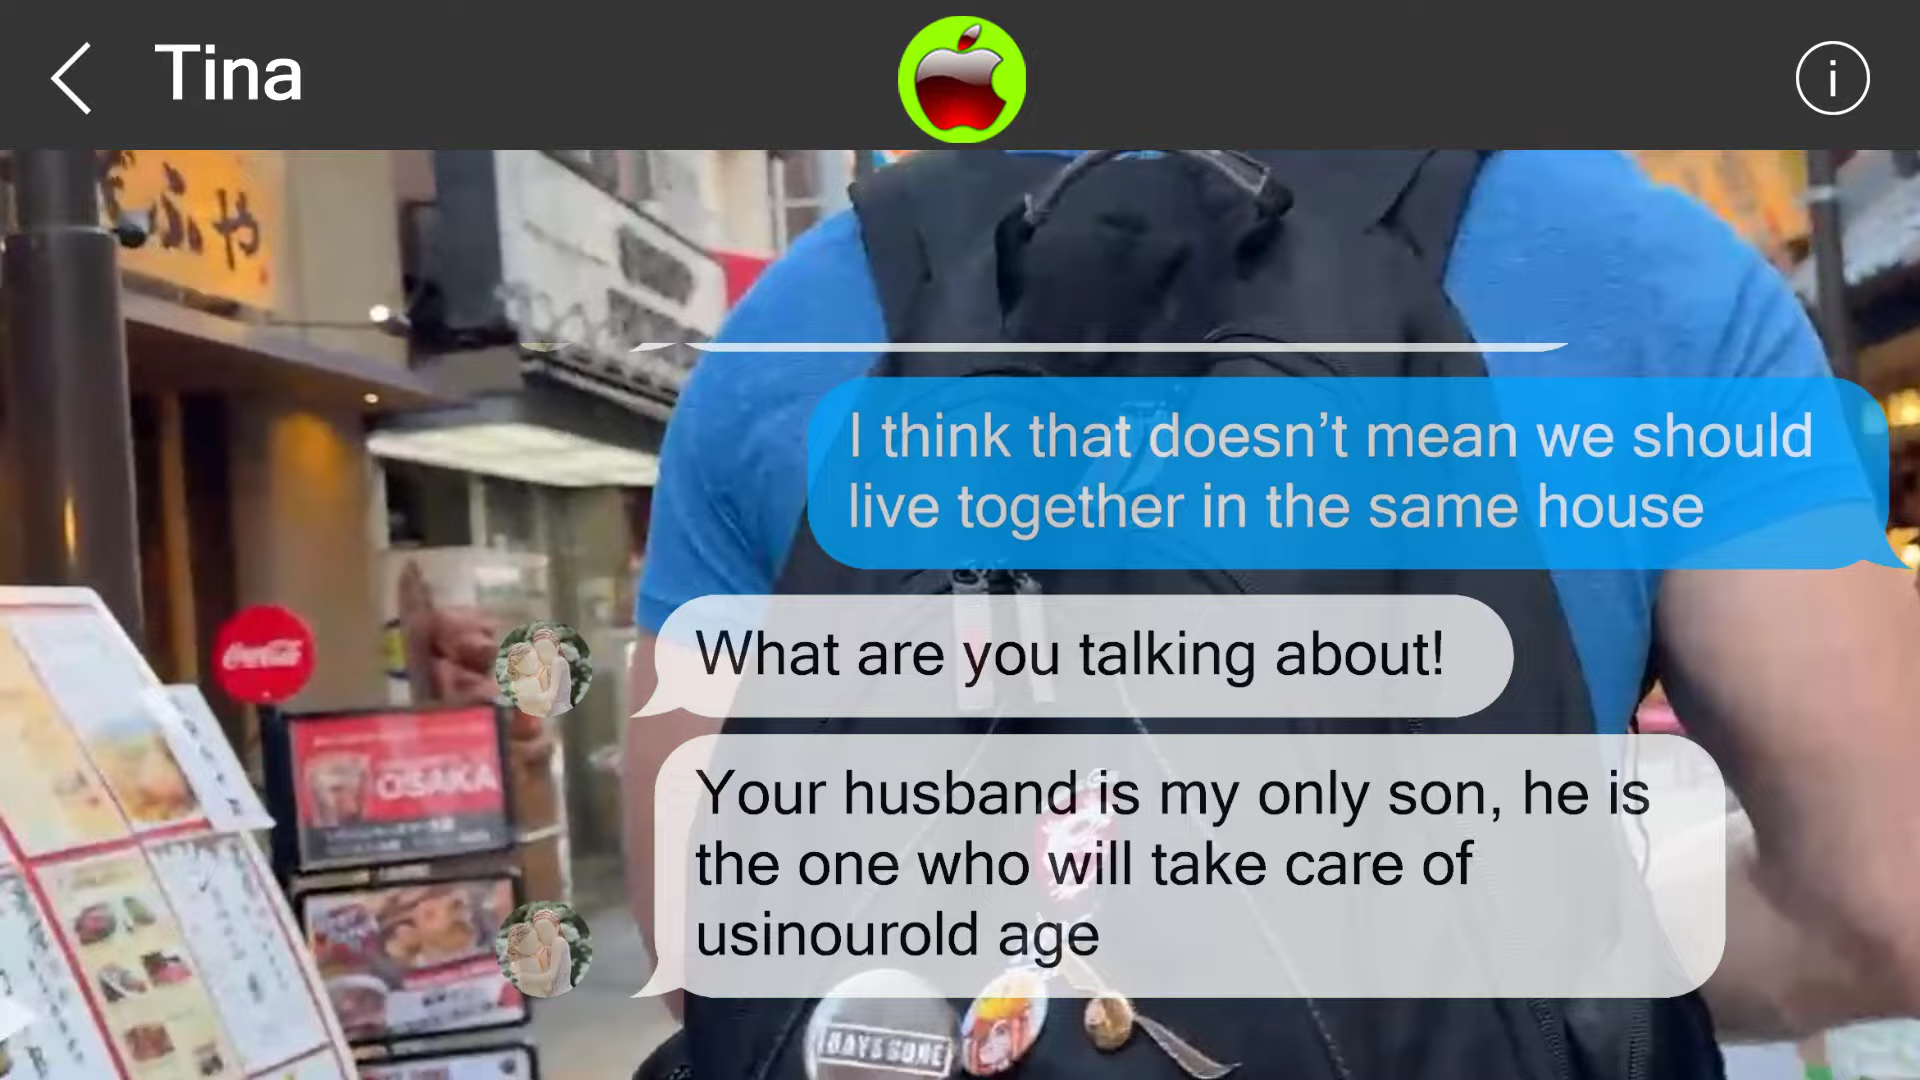 Tina
i
ふや
I think that doesn’t mean we should
live together in the same house
What are you talking about!
Coca-Cola
OSAKA
Your husband is my only son, he is
the one who will take care of
usinourold age